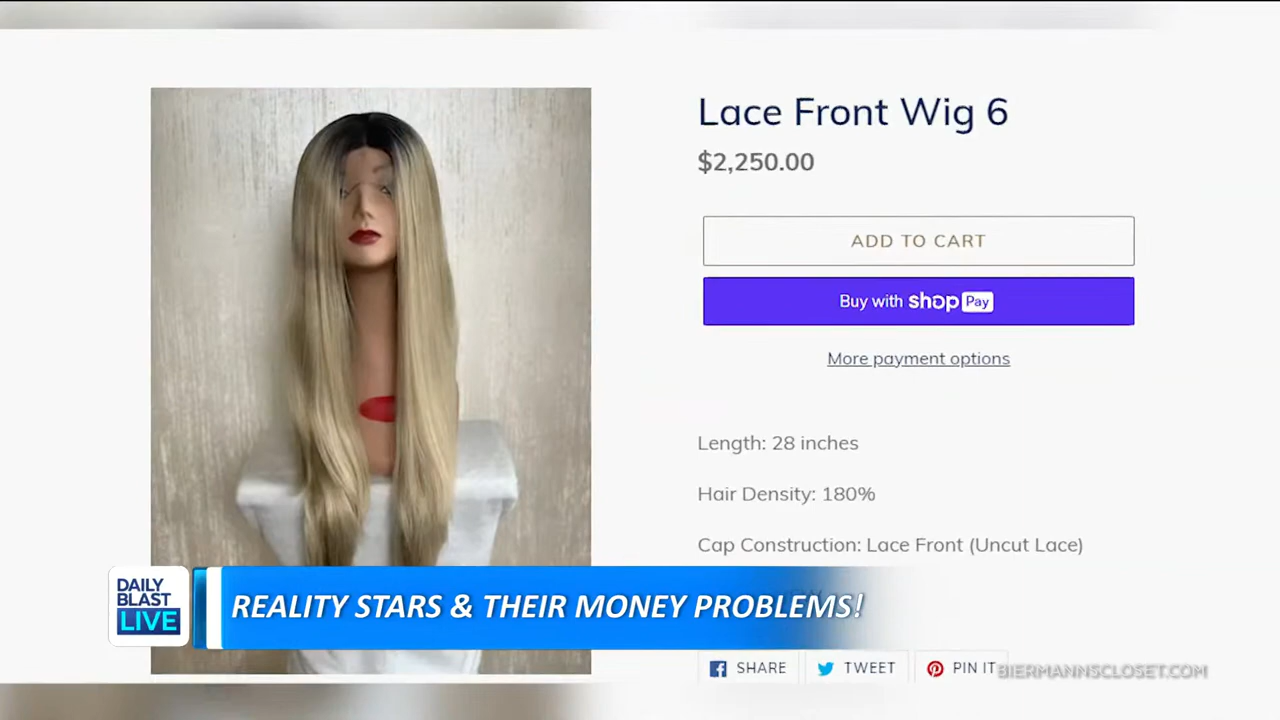 Lace Front Wig 6
$2,250.00
ADD TO CART
Buy with shop Pay
More payment options
Length: 28 inches
Hair Density: 180%
Cap Construction: Lace Front (Uncut Lace)
DAILY
BLAST
LIVE
REALITY STARS & THEIR MONEY PROBLEMS!
SHARE
TWEET
PIN IT
BIERMANNSCLOSET.COM